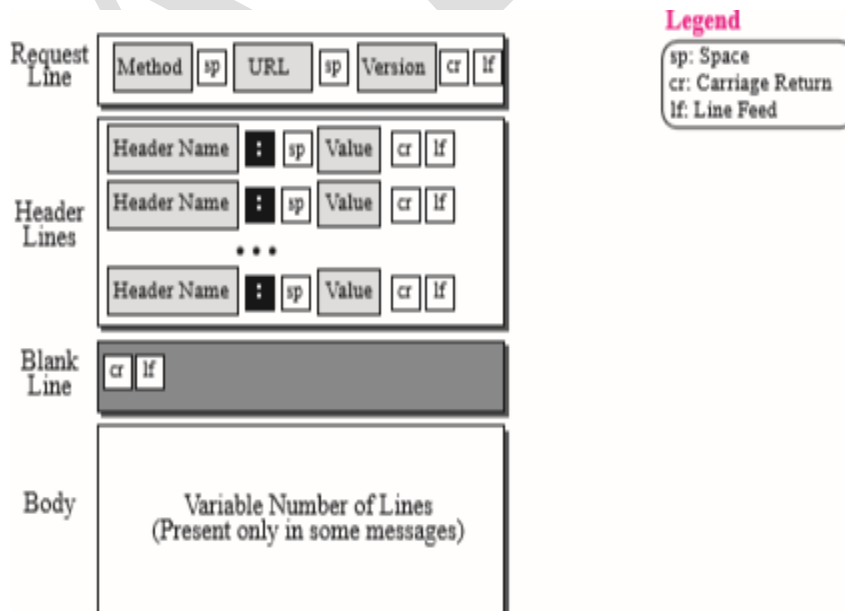 Legend
sp: Space
cr: Carriage Return
lf: Line Feed
Request Line
Method sp URL sp Version cr lf
Header Lines
Header Name : sp Value cr lf
Header Name : sp Value cr lf
...
Header Name : sp Value cr lf
Blank Line
cr lf
Body
Variable Number of Lines
(Present only in some messages)